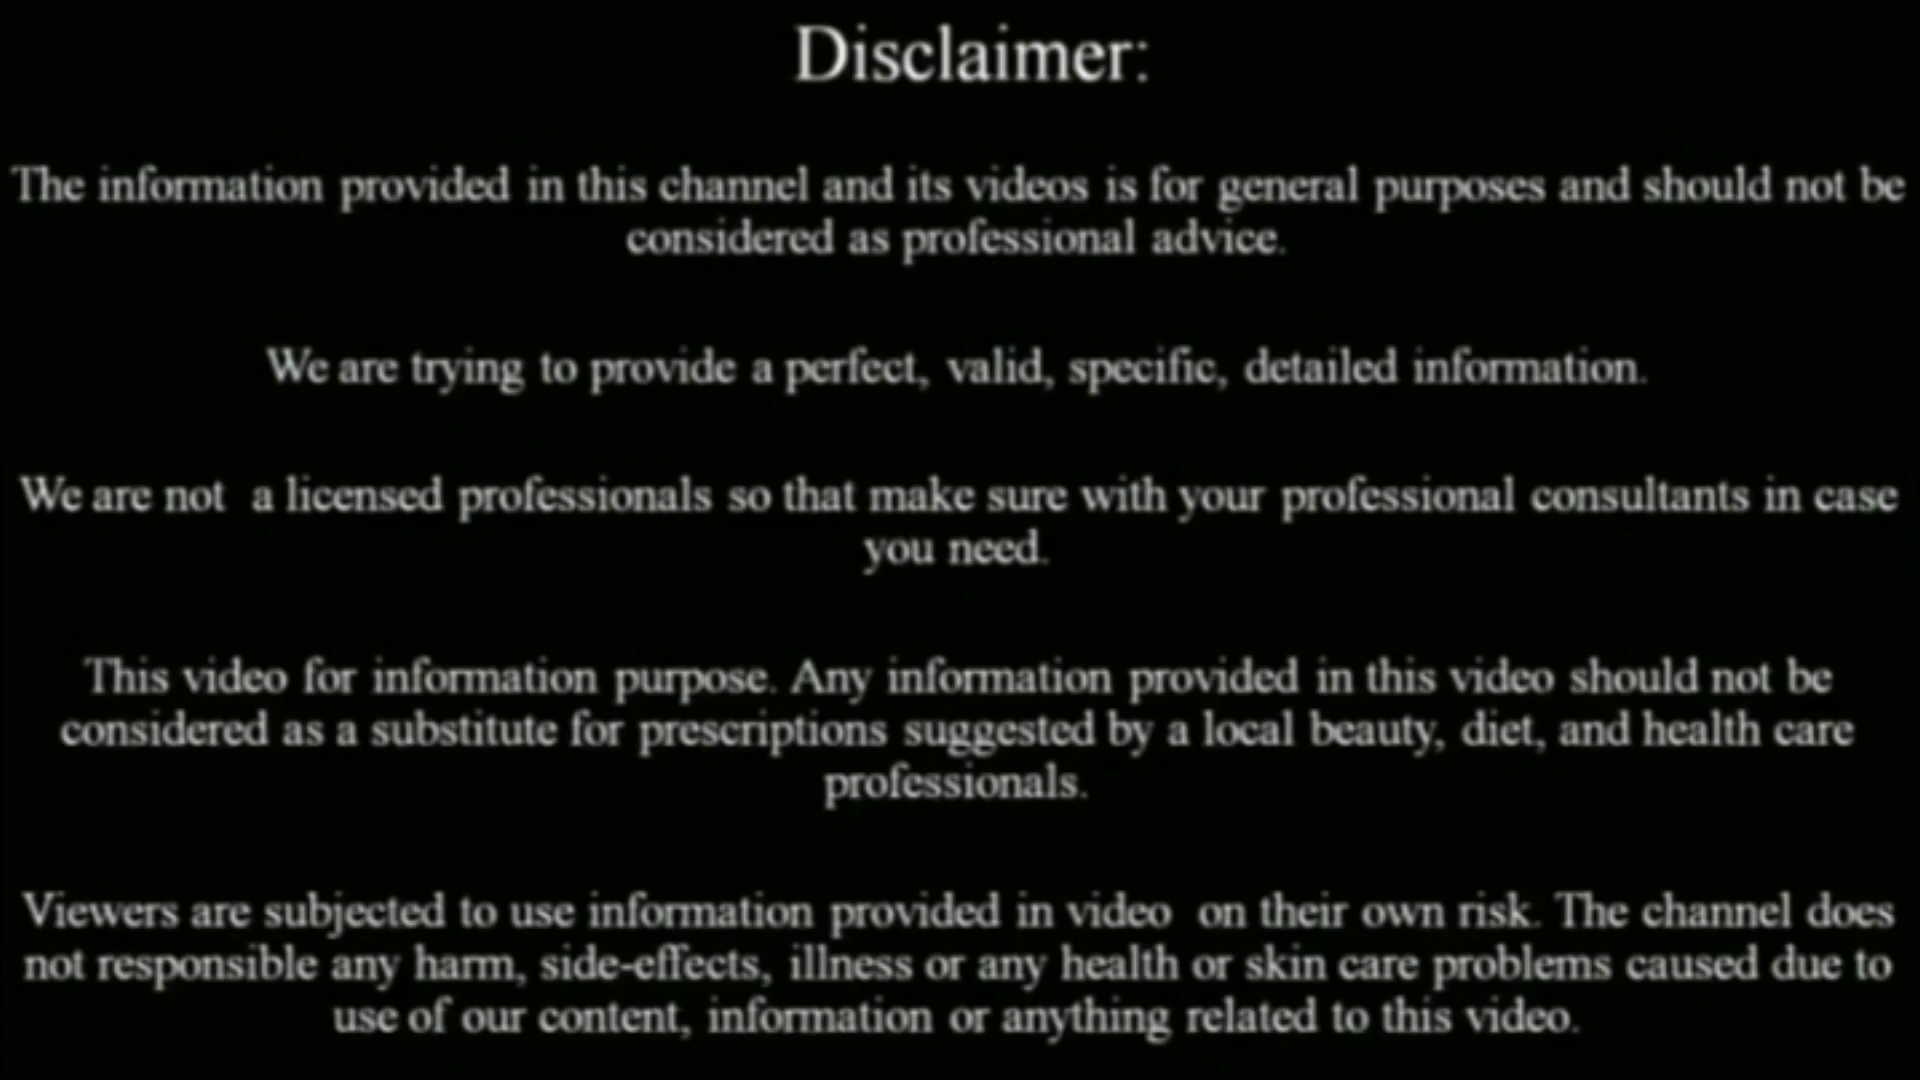 Disclaimer:
The information provided in this channel and its videos is for general purposes and should not be
considered as professional advice.
We are trying to provide a perfect, valid, specific, detailed information.
We are not a licensed professionals so that make sure with your professional consultants in case
you need.
This video for information purpose. Any information provided in this video should not be
considered as a substitute for prescriptions suggested by a local beauty, diet, and health care
professionals.
Viewers are subjected to use information provided in video on their own risk. The channel does
not responsible any harm, side-effects, illness or any health or skin care problems caused due to
use of our content, information or anything related to this video.